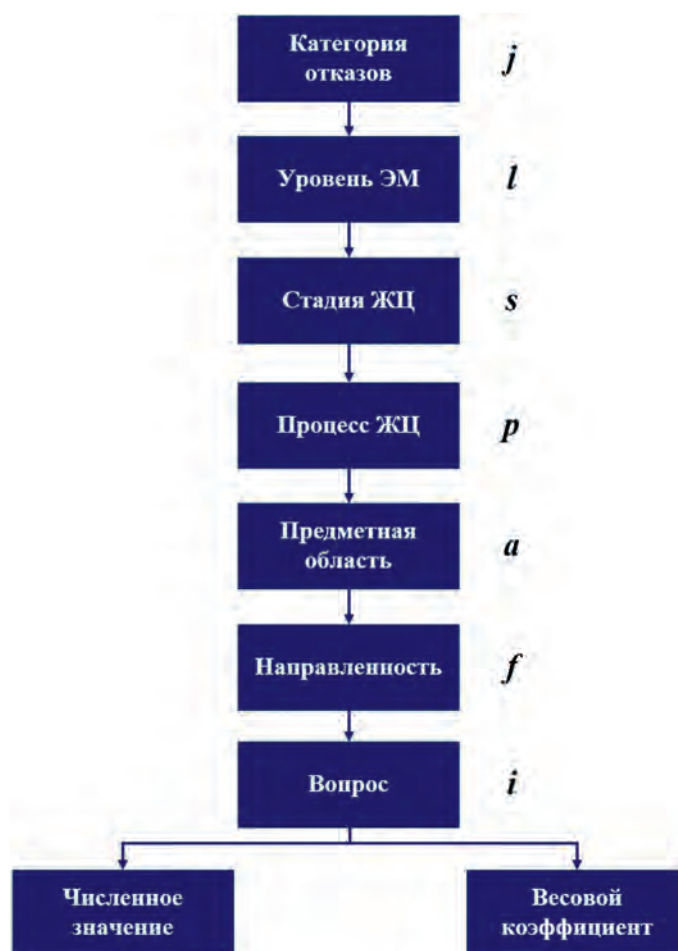 Категория
отказов
j
Уровень ЭМ
l
Стадия ЖЦ
s
Процесс ЖЦ
p
Предметная
область
a
Направленность
f
Вопрос
i
Численное
значение
Весовой
коэффициент